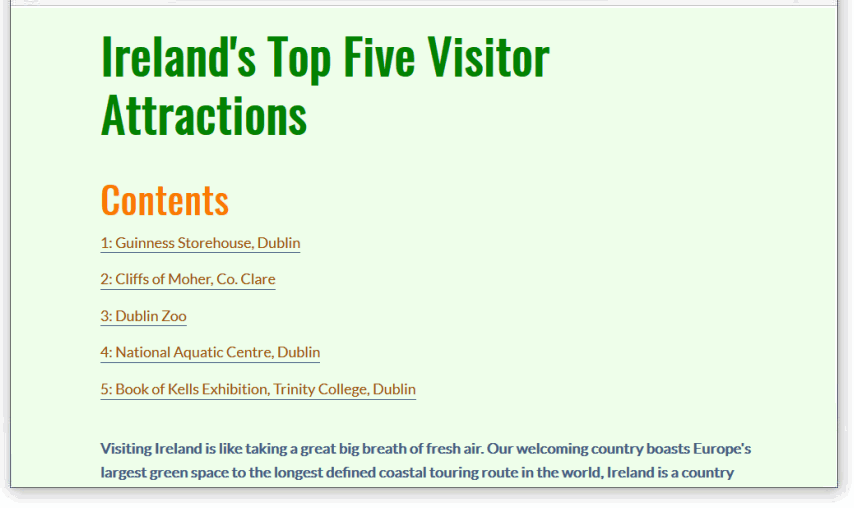 Ireland's Top Five Visitor
Attractions
Contents
1: Guinness Storehouse, Dublin
2: Cliffs of Moher, Co. Clare
3: Dublin Zoo
4: National Aquatic Centre, Dublin
5: Book of Kells Exhibition, Trinity College, Dublin
Visiting Ireland is like taking a great big breath of fresh air. Our welcoming country boasts Europe's
largest green space to the longest defined coastal touring route in the world, Ireland is a country